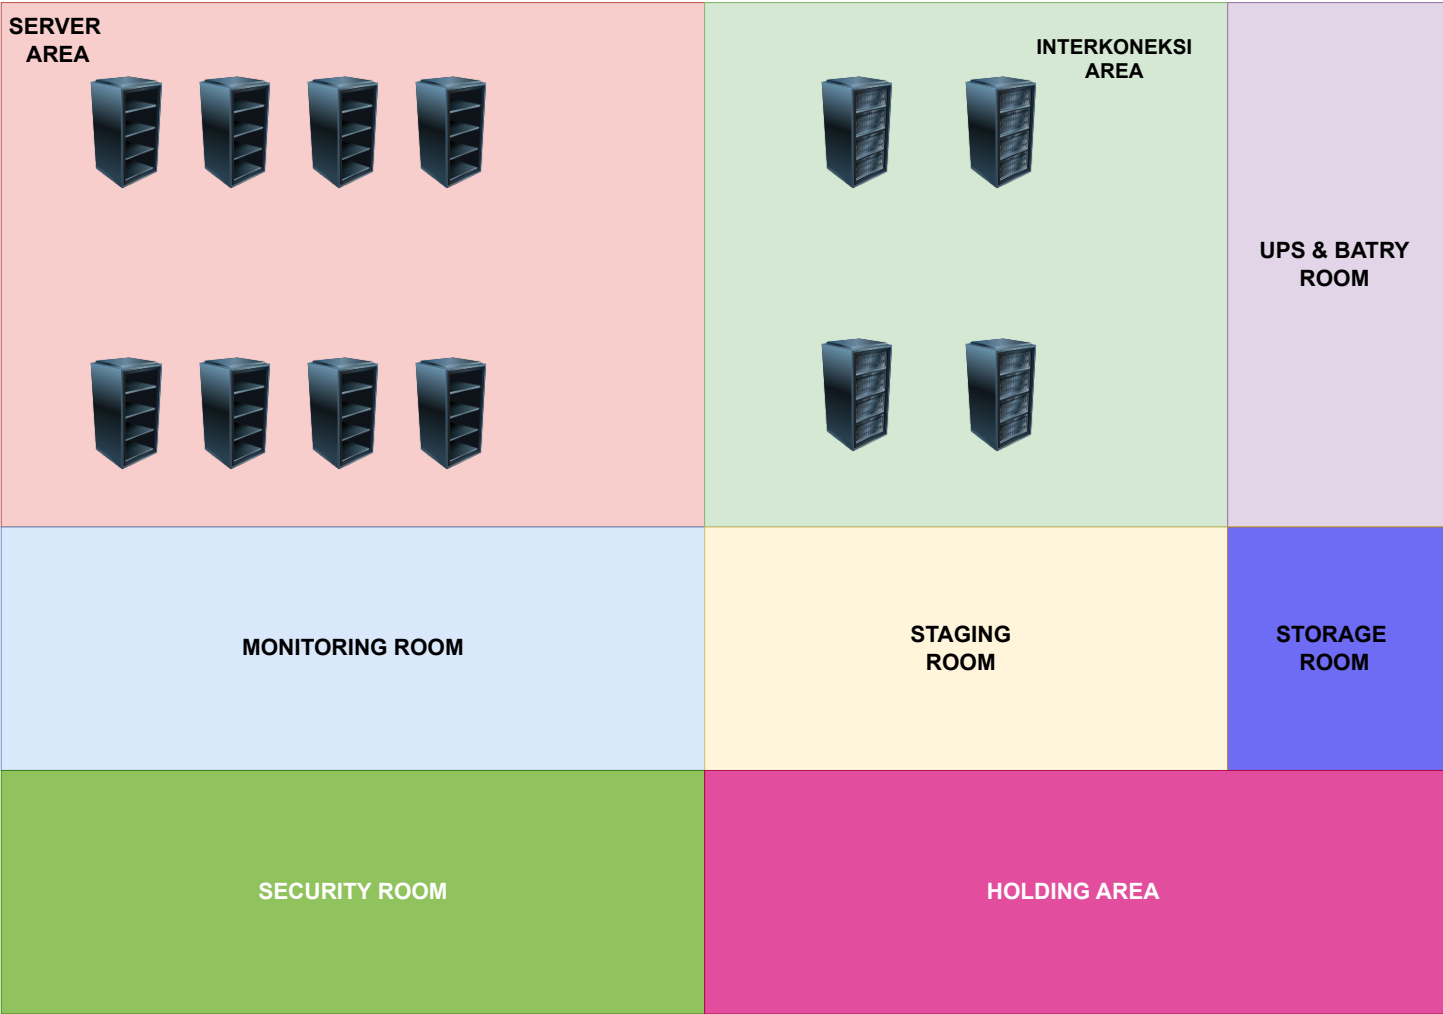 SERVER
AREA
INTERKONEKSI
AREA
UPS & BATRY
ROOM
MONITORING ROOM
STAGING
ROOM
STORAGE
ROOM
SECURITY ROOM
HOLDING AREA